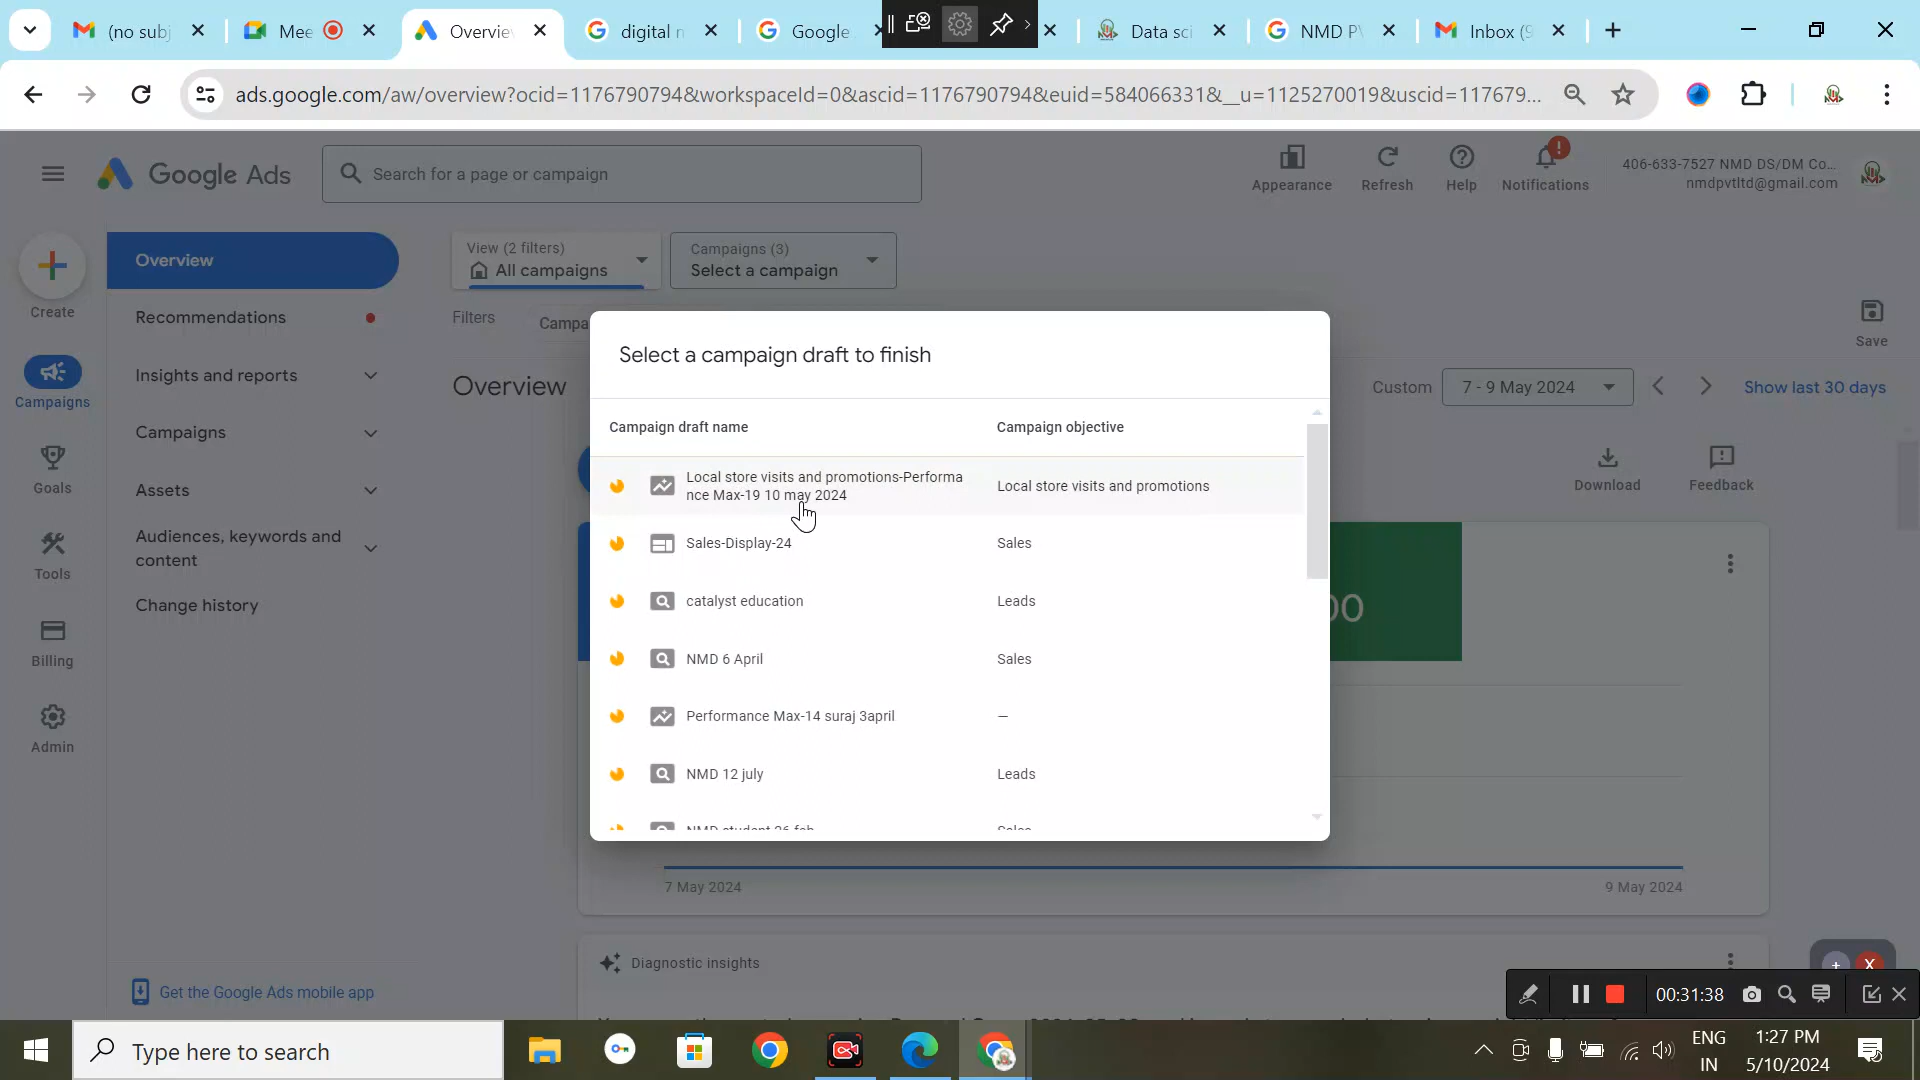 (no subj
Mee
Overvie
digital n
Google
Data sci
NMD P
Inbox (9
ads.google.com/aw/overview?ocid=1176790794&workspaceId=0&ascid=1176790794&euid=584066331&__u=1125270019&uscid=117679...
Google Ads
Search for a page or campaign
Appearance
Refresh
Help
Notifications
406-633-7527 NMD DS/DM Co...
nmdpvtltd@gmail.com
Create
Campaigns
Goals
Tools
Billing
Admin
Overview
Recommendations
Insights and reports
Campaigns
Assets
Audiences, keywords and
content
Change history
Get the Google Ads mobile app
View (2 filters)
All campaigns
Campaigns (3)
Select a campaign
Filters
Campa
Save
Overview
Custom
7 - 9 May 2024
Show last 30 days
Download
Feedback
Select a campaign draft to finish
Campaign draft name
Campaign objective
Local store visits and promotions-Performa
nce Max-19 10 may 2024
Local store visits and promotions
Sales-Display-24
Sales
catalyst education
Leads
NMD 6 April
Sales
Performance Max-14 suraj 3april
—
NMD 12 july
Leads
NMD student 26 feb
Sales
00
7 May 2024
9 May 2024
Diagnostic insights
00:31:38
Type here to search
ENG
IN
1:27 PM
5/10/2024